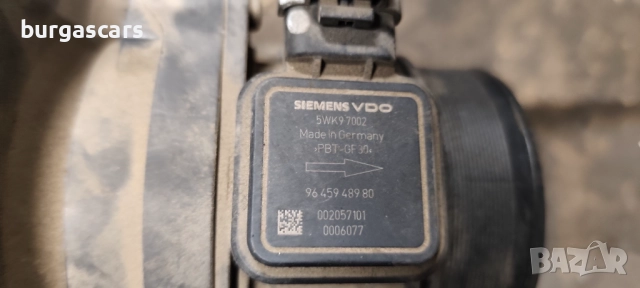 burgascars
SIEMENS VDO
5WK9 7002
Made in Germany
>PBT-GF30<
96 459 489 80
002057101
0006077
BAZAR